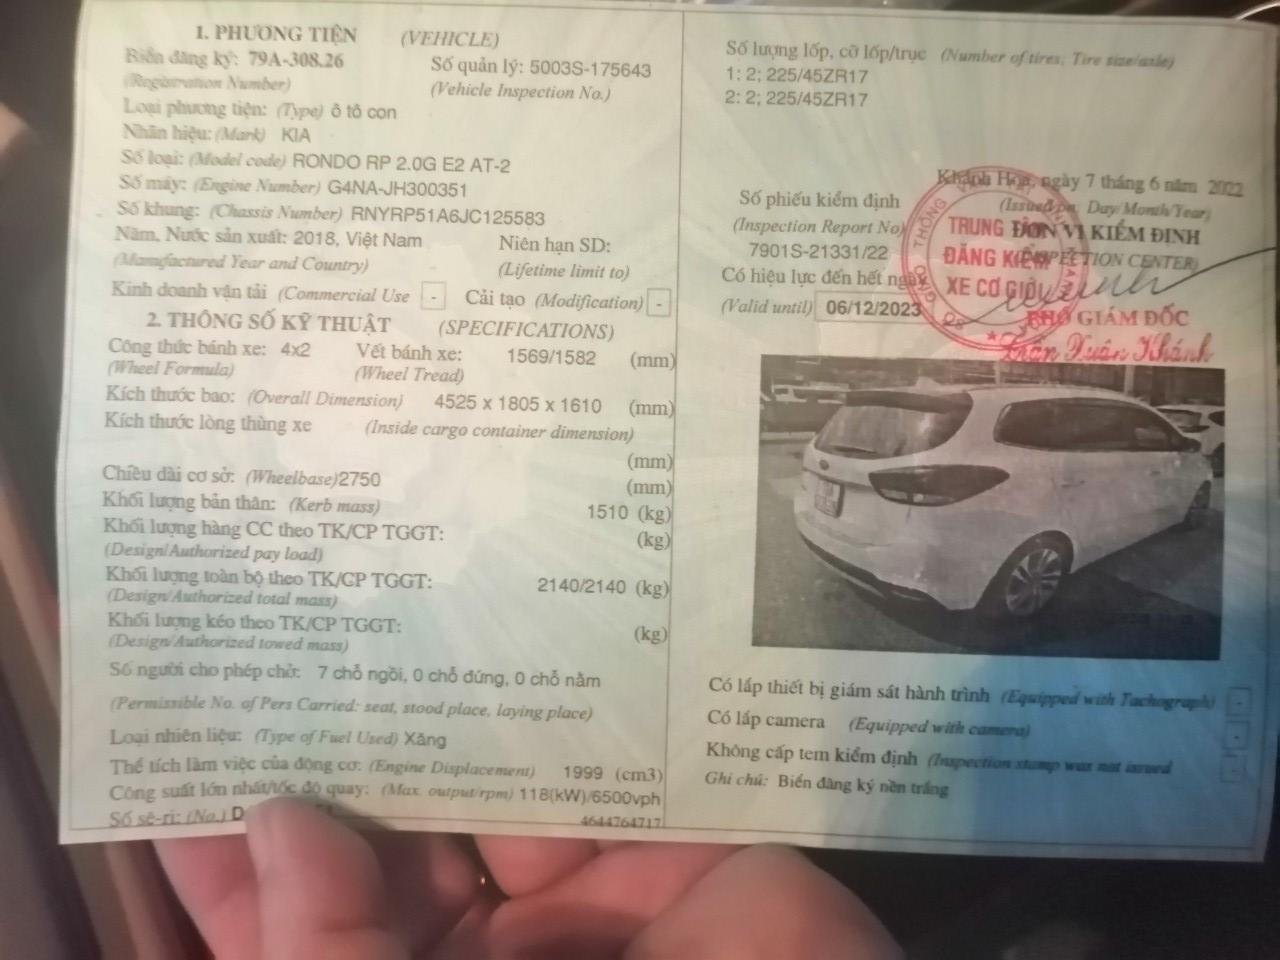 1. PHƯƠNG TIỆN (VEHICLE)
Biển đăng ký: 79A-308.26 Số quản lý: 5003S-175643
(Registration Number) (Vehicle Inspection No.)
Loại phương tiện: (Type) ô tô con
Nhãn hiệu: (Mark) KIA
Số loại: (Model code) RONDO RP 2.0G E2 AT-2
Số máy: (Engine Number) G4NA-JH300351
Số khung: (Chassis Number) RNYRP51A6JC125583
Năm, Nước sản xuất: 2018, Việt Nam Niên hạn SD:
(Manufactured Year and Country) (Lifetime limit to)
Kinh doanh vận tải (Commercial Use - Cải tạo (Modification) -
2. THÔNG SỐ KỸ THUẬT (SPECIFICATIONS)
Công thức bánh xe: 4x2 Vết bánh xe: 1569/1582 (mm)
(Wheel Formula) (Wheel Tread)
Kích thước bao: (Overall Dimension) 4525 x 1805 x 1610 (mm)
Kích thước lòng thùng xe (Inside cargo container dimension)
(mm)
Chiều dài cơ sở: (Wheelbase)2750 (mm)
Khối lượng bản thân: (Kerb mass) 1510 (kg)
Khối lượng hàng CC theo TK/CP TGGT: (kg)
(Design/Authorized pay load)
Khối lượng toàn bộ theo TK/CP TGGT: 2140/2140 (kg)
(Design/Authorized total mass)
Khối lượng kéo theo TK/CP TGGT: (kg)
(Design/Authorized towed mass)
Số người cho phép chở: 7 chỗ ngồi, 0 chỗ đứng, 0 chỗ nằm
(Permissible No. of Pers Carried: seat, stood place, laying place)
Loại nhiên liệu: (Type of Fuel Used) Xăng
Thể tích làm việc của động cơ: (Engine Displacement) 1999 (cm3)
Công suất lớn nhất/tốc độ quay: (Max. output/rpm) 118(kW)/6500vph
Số sê-ri: (No.) D 4644764717
Số lượng lốp, cỡ lốp/trục (Number of tires; Tire size/axle)
1: 2; 225/45ZR17
2: 2; 225/45ZR17
Khánh Hòa, ngày 7 tháng 6 năm 2022
Số phiếu kiểm định (Issued on: Day/Month/Year)
(Inspection Report No) ĐƠN VỊ KIỂM ĐỊNH
7901S-21331/22 (INSPECTION CENTER)
Có hiệu lực đến hết ngày
(Valid until) 06/12/2023
TRUNG TÂM
ĐĂNG KIỂM
XE CƠ GIỚI
PHÓ GIÁM ĐỐC
Trần Xuân Khánh
Có lắp thiết bị giám sát hành trình (Equipped with Tachograph) -
Có lắp camera (Equipped with camera) -
Không cấp tem kiểm định (Inspection stamp was not issued -
Ghi chú: Biển đăng ký nền trắng